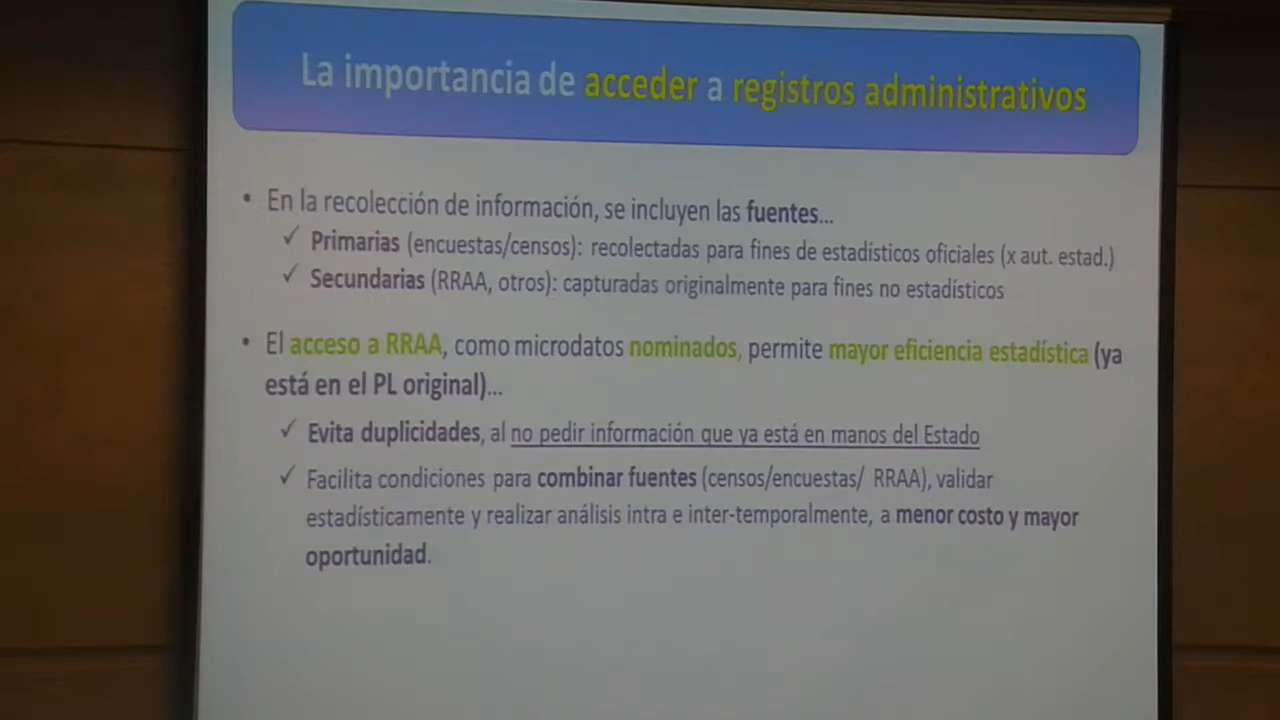 La importancia de acceder a registros administrativos
• En la recolección de información, se incluyen las fuentes...
✓ Primarias (encuestas/censos): recolectadas para fines de estadísticos oficiales (x aut. estad.)
✓ Secundarias (RRAA, otros): capturadas originalmente para fines no estadísticos
• El acceso a RRAA, como microdatos nominados, permite mayor eficiencia estadística (ya
está en el PL original)...
✓ Evita duplicidades, al no pedir información que ya está en manos del Estado
✓ Facilita condiciones para combinar fuentes (censos/encuestas/ RRAA), validar
estadísticamente y realizar análisis intra e inter-temporalmente, a menor costo y mayor
oportunidad.